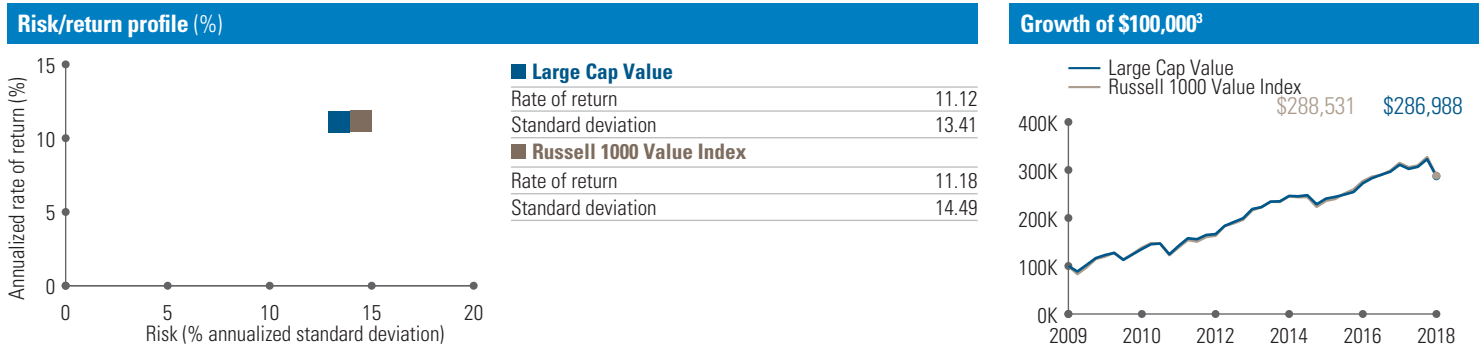 Risk/return profile (%)
Annualized rate of return (%)
15
10
5
0
0 5 10 15 20
Risk (% annualized standard deviation)
Large Cap Value
Rate of return 11.12
Standard deviation 13.41
Russell 1000 Value Index
Rate of return 11.18
Standard deviation 14.49
Growth of $100,000³
Large Cap Value
Russell 1000 Value Index
$288,531 $286,988
400K
300K
200K
100K
0K
2009 2010 2012 2014 2016 2018